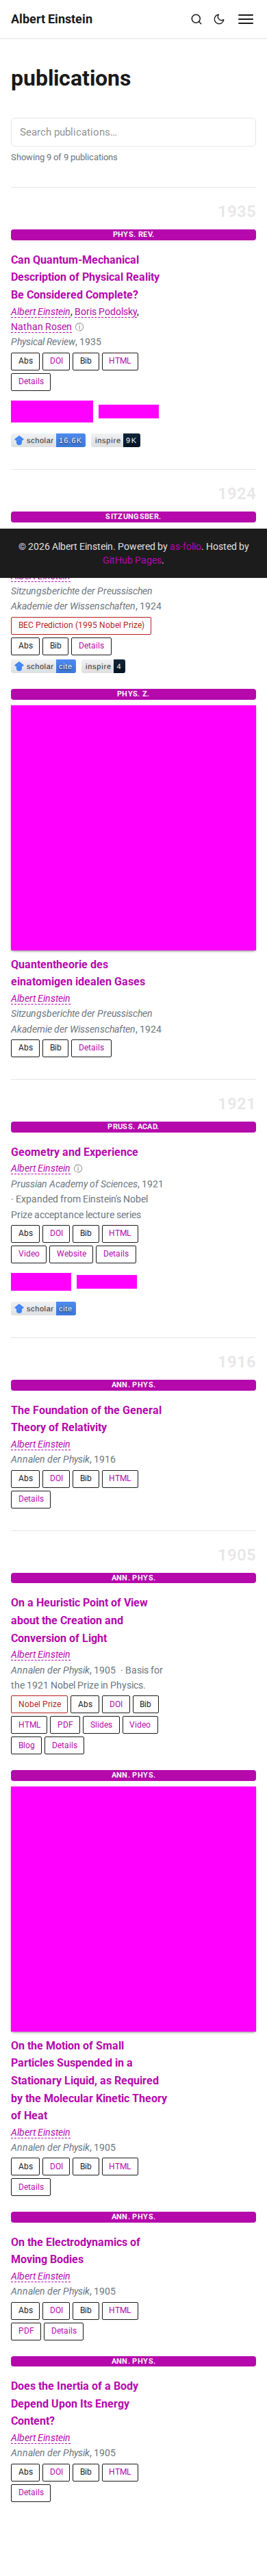 Albert Einstein
publications
Search publications...
Showing 9 of 9 publications
1935
PHYS. REV.
Can Quantum-Mechanical
Description of Physical Reality
Be Considered Complete?
Albert Einstein, Boris Podolsky,
Nathan Rosen ⓘ
Physical Review, 1935
Abs DOI Bib HTML
Details
scholar 16.6K inspire 9K
1924
SITZUNGSBER.
© 2026 Albert Einstein. Powered by as-folio. Hosted by
GitHub Pages.
Sitzungsberichte der Preussischen
Akademie der Wissenschaften, 1924
BEC Prediction (1995 Nobel Prize)
Abs Bib Details
scholar cite inspire 4
PHYS. Z.
Quantentheorie des
einatomigen idealen Gases
Albert Einstein
Sitzungsberichte der Preussischen
Akademie der Wissenschaften, 1924
Abs Bib Details
1921
PRUSS. ACAD.
Geometry and Experience
Albert Einstein ⓘ
Prussian Academy of Sciences, 1921
· Expanded from Einstein's Nobel
Prize acceptance lecture series
Abs DOI Bib HTML
Video Website Details
scholar cite
1916
ANN. PHYS.
The Foundation of the General
Theory of Relativity
Albert Einstein
Annalen der Physik, 1916
Abs DOI Bib HTML
Details
1905
ANN. PHYS.
On a Heuristic Point of View
about the Creation and
Conversion of Light
Albert Einstein
Annalen der Physik, 1905 · Basis for
the 1921 Nobel Prize in Physics.
Nobel Prize Abs DOI Bib
HTML PDF Slides Video
Blog Details
ANN. PHYS.
On the Motion of Small
Particles Suspended in a
Stationary Liquid, as Required
by the Molecular Kinetic Theory
of Heat
Albert Einstein
Annalen der Physik, 1905
Abs DOI Bib HTML
Details
ANN. PHYS.
On the Electrodynamics of
Moving Bodies
Albert Einstein
Annalen der Physik, 1905
Abs DOI Bib HTML
PDF Details
ANN. PHYS.
Does the Inertia of a Body
Depend Upon Its Energy
Content?
Albert Einstein
Annalen der Physik, 1905
Abs DOI Bib HTML
Details